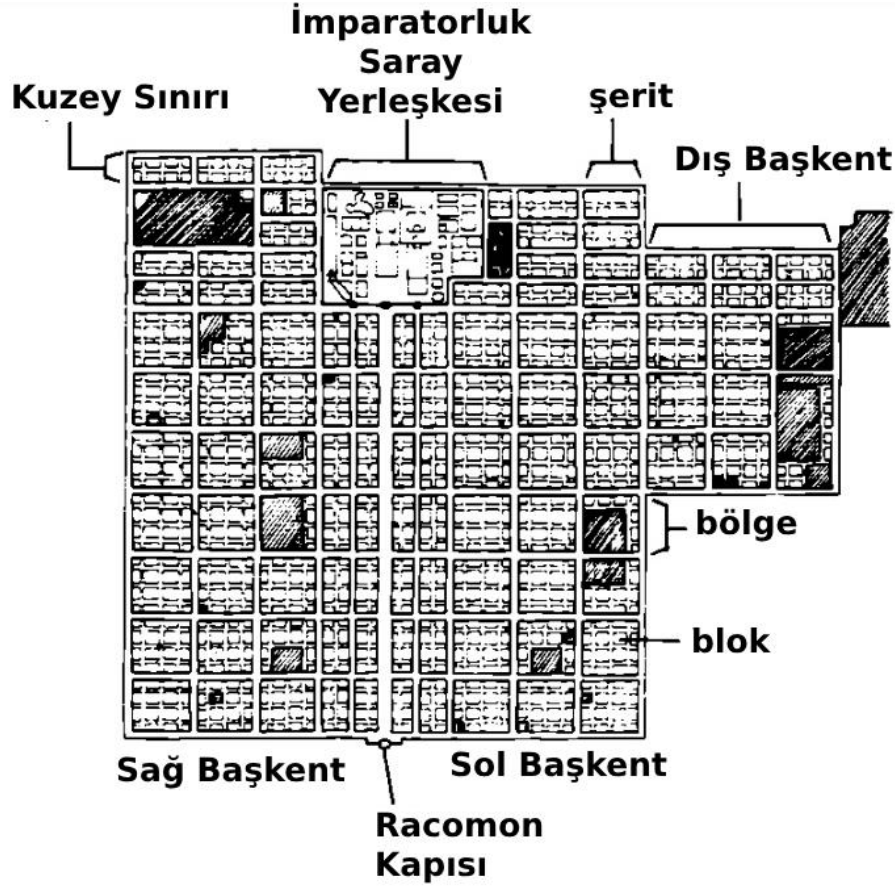 İmparatorluk
Saray
Yerleşkesi
Kuzey Sınırı
şerit
Dış Başkent
bölge
blok
Sağ Başkent
Sol Başkent
Racomon
Kapısı